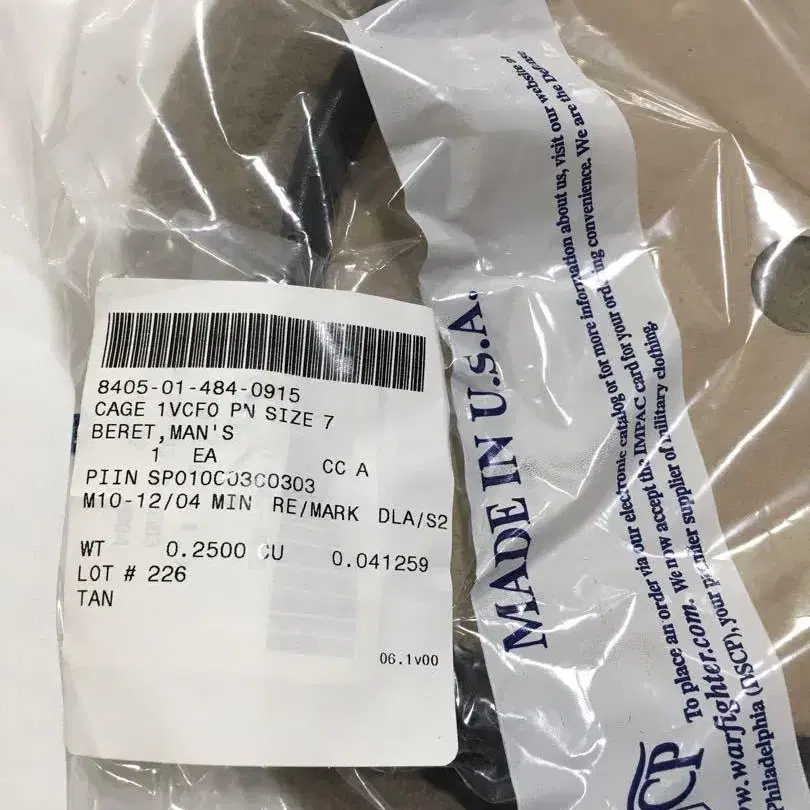 8405-01-484-0915
CAGE 1VCF0 PN SIZE 7
BERET,MAN'S
1 EA CC A
PIIN SP010C03C0303
M10-12/04 MIN RE/MARK DLA/S2
WT 0.2500 CU 0.041259
LOT # 226
TAN
06.1v00
MADE IN U.S.A.
To place an order via our electronic catalog or for more information about us, visit our website at
w.warfighter.com. We now accept the IMPAC card for your ordering convenience. We are the Defense
Philadelphia (DSCP), your premier supplier of military clothing.
SCP